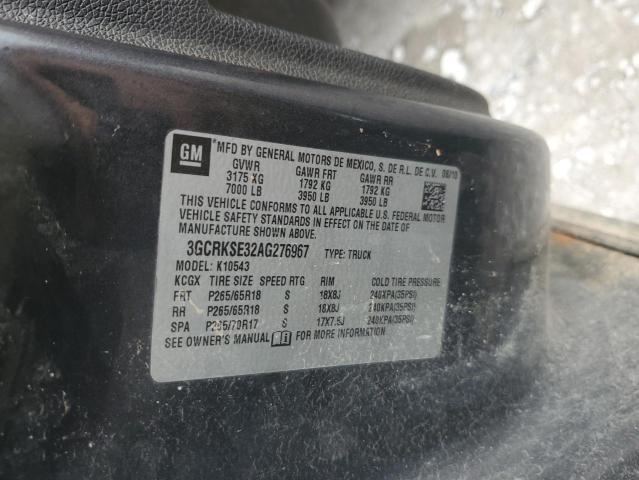 GM
MFD BY GENERAL MOTORS DE MEXICO, S. DE R.L. DE C.V. 06/10
GVWR GAWR FRT GAWR RR
3175 KG 1792 KG 1792 KG
7000 LB 3950 LB 3950 LB
THIS VEHICLE CONFORMS TO ALL APPLICABLE U.S. FEDERAL MOTOR
VEHICLE SAFETY STANDARDS IN EFFECT ON THE DATE OF
MANUFACTURE SHOWN ABOVE.
3GCRKSE32AG276967 TYPE: TRUCK
MODEL: K10543
KCGX TIRE SIZE SPEED RTG RIM COLD TIRE PRESSURE
FRT P265/65R18 S 18X8J 240KPA(35PSI)
RR P265/65R18 S 18X8J 240KPA(35PSI)
SPA P265/70R17 S 17X7.5J 240KPA(35PSI)
SEE OWNER'S MANUAL FOR MORE INFORMATION